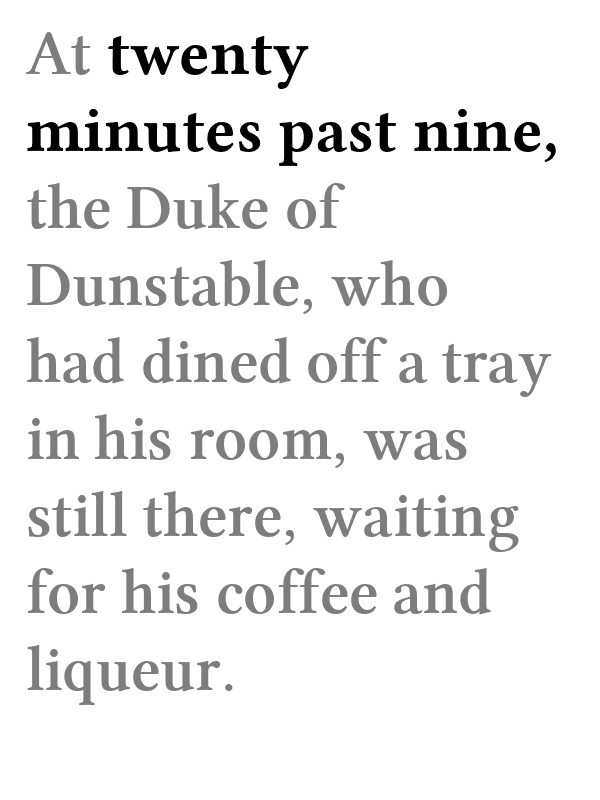 At twenty
minutes past nine,
the Duke of
Dunstable, who
had dined off a tray
in his room, was
still there, waiting
for his coffee and
liqueur.